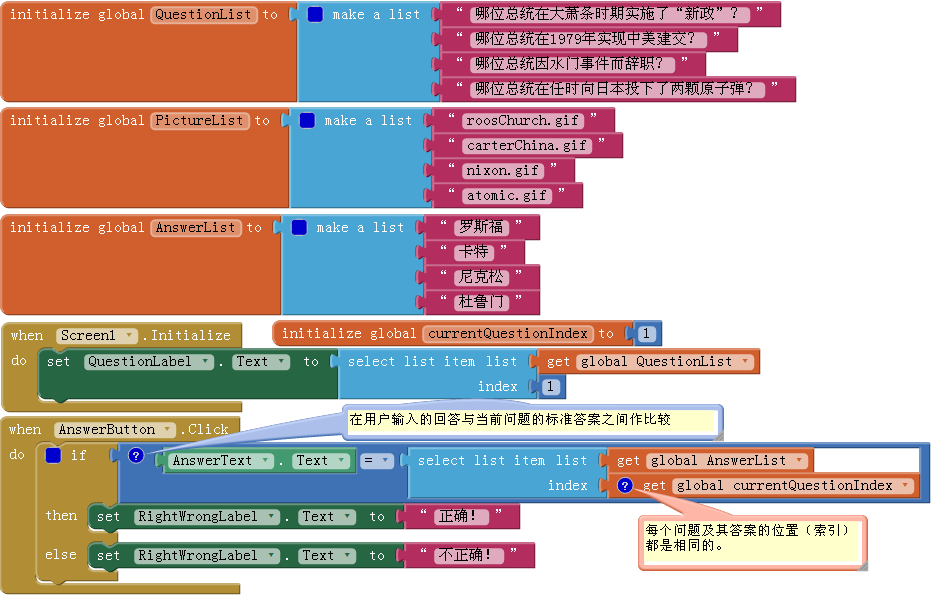 initialize global QuestionList to make a list “ 哪位总统在大萧条时期实施了“新政”？ ”
“ 哪位总统在1979年实现中美建交？ ”
“ 哪位总统因水门事件而辞职？ ”
“ 哪位总统在任时向日本投下了两颗原子弹？ ”
initialize global PictureList to make a list “ roosChurch.gif ”
“ carterChina.gif ”
“ nixon.gif ”
“ atomic.gif ”
initialize global AnswerList to make a list “ 罗斯福 ”
“ 卡特 ”
“ 尼克松 ”
“ 杜鲁门 ”
when Screen1 .Initialize
initialize global currentQuestionIndex to 1
do set QuestionLabel . Text to select list item list get global QuestionList
index 1
when AnswerButton .Click
在用户输入的回答与当前问题的标准答案之间作比较
do if ? AnswerText . Text = select list item list get global AnswerList
index ? get global currentQuestionIndex
then set RightWrongLabel . Text to “ 正确！ ”
每个问题及其答案的位置（索引）
都是相同的。
else set RightWrongLabel . Text to “ 不正确！ ”